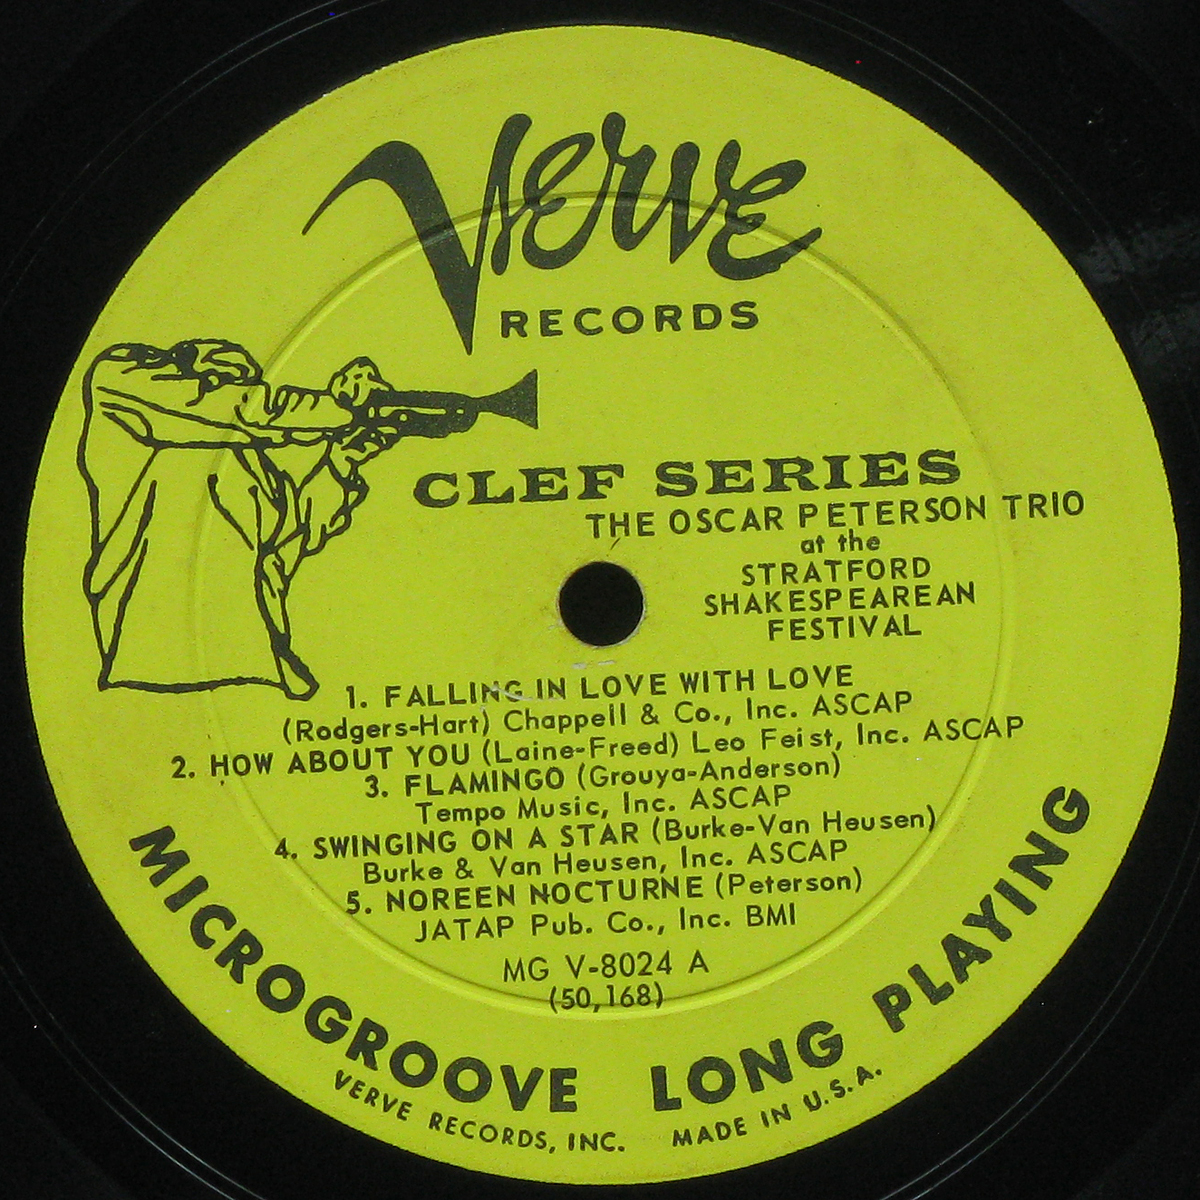 Verve
RECORDS
CLEF SERIES
THE OSCAR PETERSON TRIO
at the
STRATFORD
SHAKESPEAREAN
FESTIVAL
1. FALLING IN LOVE WITH LOVE
(Rodgers-Hart) Chappell & Co., Inc. ASCAP
2. HOW ABOUT YOU (Laine-Freed) Leo Feist, Inc. ASCAP
3. FLAMINGO (Grouya-Anderson)
Tempo Music, Inc. ASCAP
4. SWINGING ON A STAR (Burke-Van Heusen)
Burke & Van Heusen, Inc. ASCAP
5. NOREEN NOCTURNE (Peterson)
JATAP Pub. Co., Inc. BMI
MG V-8024 A
(50,168)
MICROGROOVE LONG PLAYING
VERVE RECORDS, INC. MADE IN U.S.A.